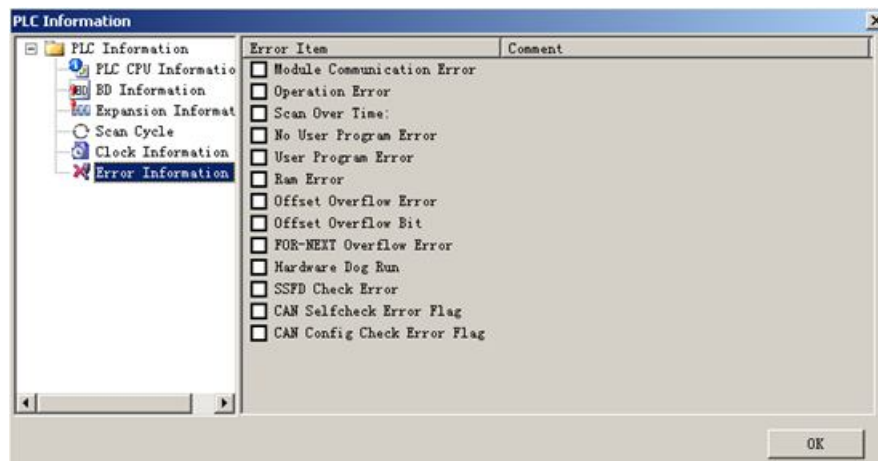 PLC Information
PLC Information
PLC CPU Informatio
BD Information
Expansion Informat
Scan Cycle
Clock Information
Error Information
Error Item Comment
Module Communication Error
Operation Error
Scan Over Time:
No User Program Error
User Program Error
Ram Error
Offset Overflow Error
Offset Overflow Bit
FOR-NEXT Overflow Error
Hardware Dog Run
SSFD Check Error
CAN Selfcheck Error Flag
CAN Config Check Error Flag
OK